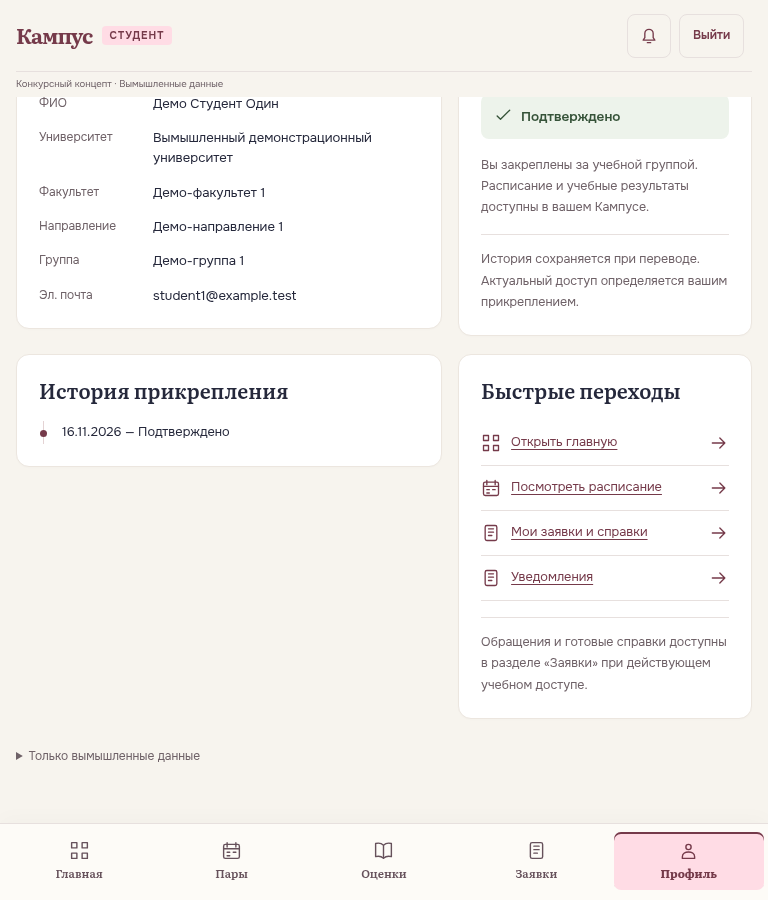 Кампус
СТУДЕНТ
Выйти
Конкурсный концепт · Вымышленные данные
ФИО
Демо Студент Один
Университет
Вымышленный демонстрационный
университет
Факультет
Демо-факультет 1
Направление
Демо-направление 1
Группа
Демо-группа 1
Эл. почта
student1@example.test
Подтверждено
Вы закреплены за учебной группой.
Расписание и учебные результаты
доступны в вашем Кампусе.
История сохраняется при переводе.
Актуальный доступ определяется вашим
прикреплением.
История прикрепления
16.11.2026 — Подтверждено
Быстрые переходы
Открыть главную
Посмотреть расписание
Мои заявки и справки
Уведомления
Обращения и готовые справки доступны
в разделе «Заявки» при действующем
учебном доступе.
Только вымышленные данные
Главная
Пары
Оценки
Заявки
Профиль